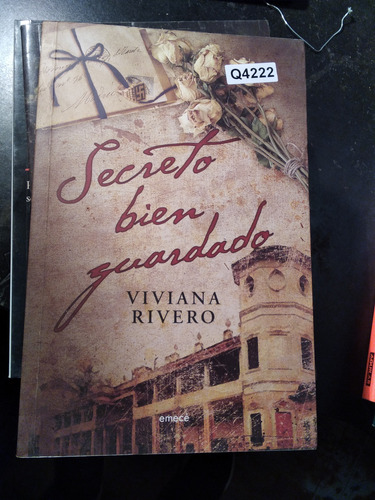 Q4222
Secreto
bien
guardado
VIVIANA
RIVERO
emecé